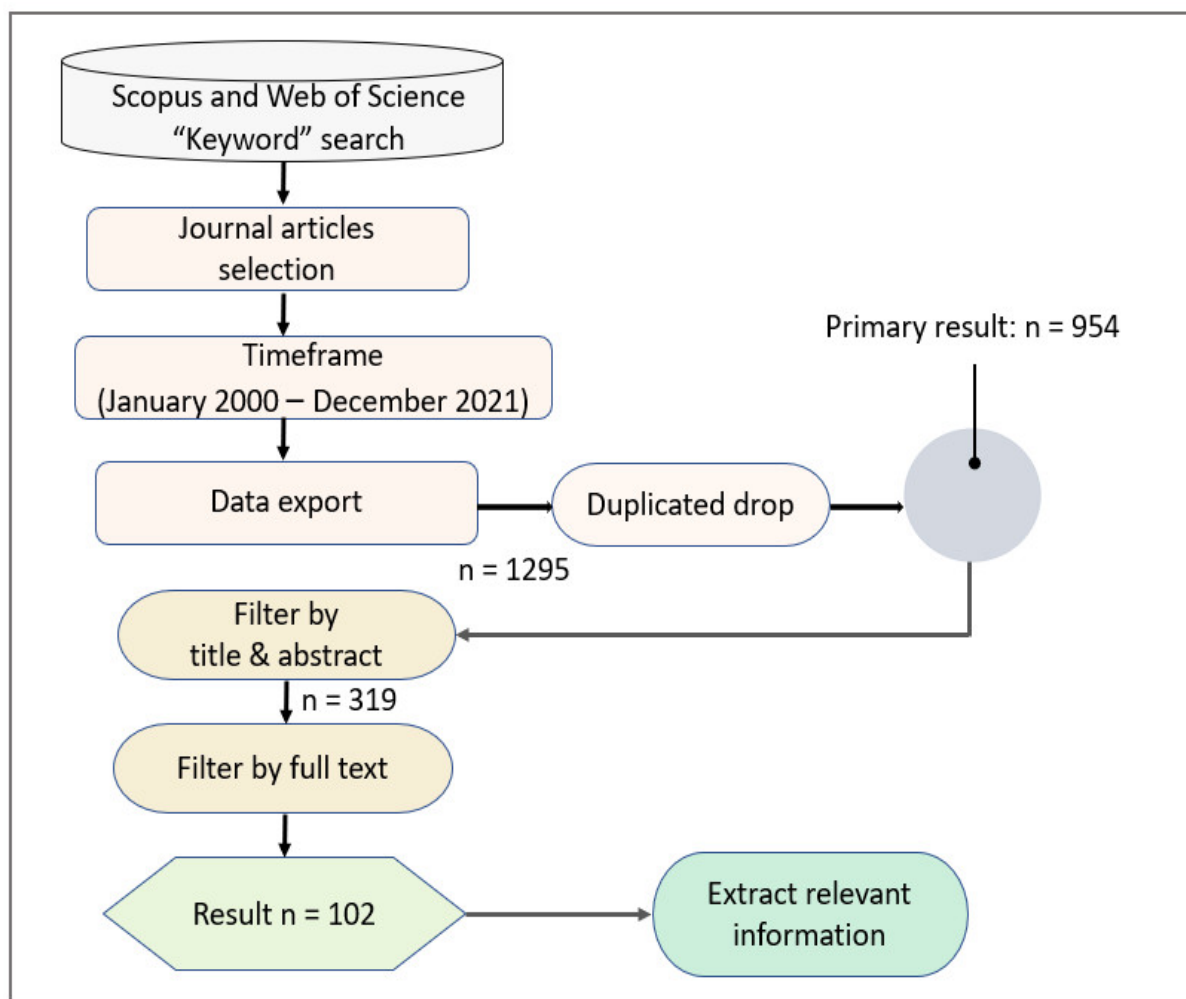 Scopus and Web of Science
“Keyword” search
Journal articles
selection
Timeframe
(January 2000 – December 2021)
Data export
n = 1295
Duplicated drop
Primary result: n = 954
Filter by
title & abstract
n = 319
Filter by full text
Result n = 102
Extract relevant
information